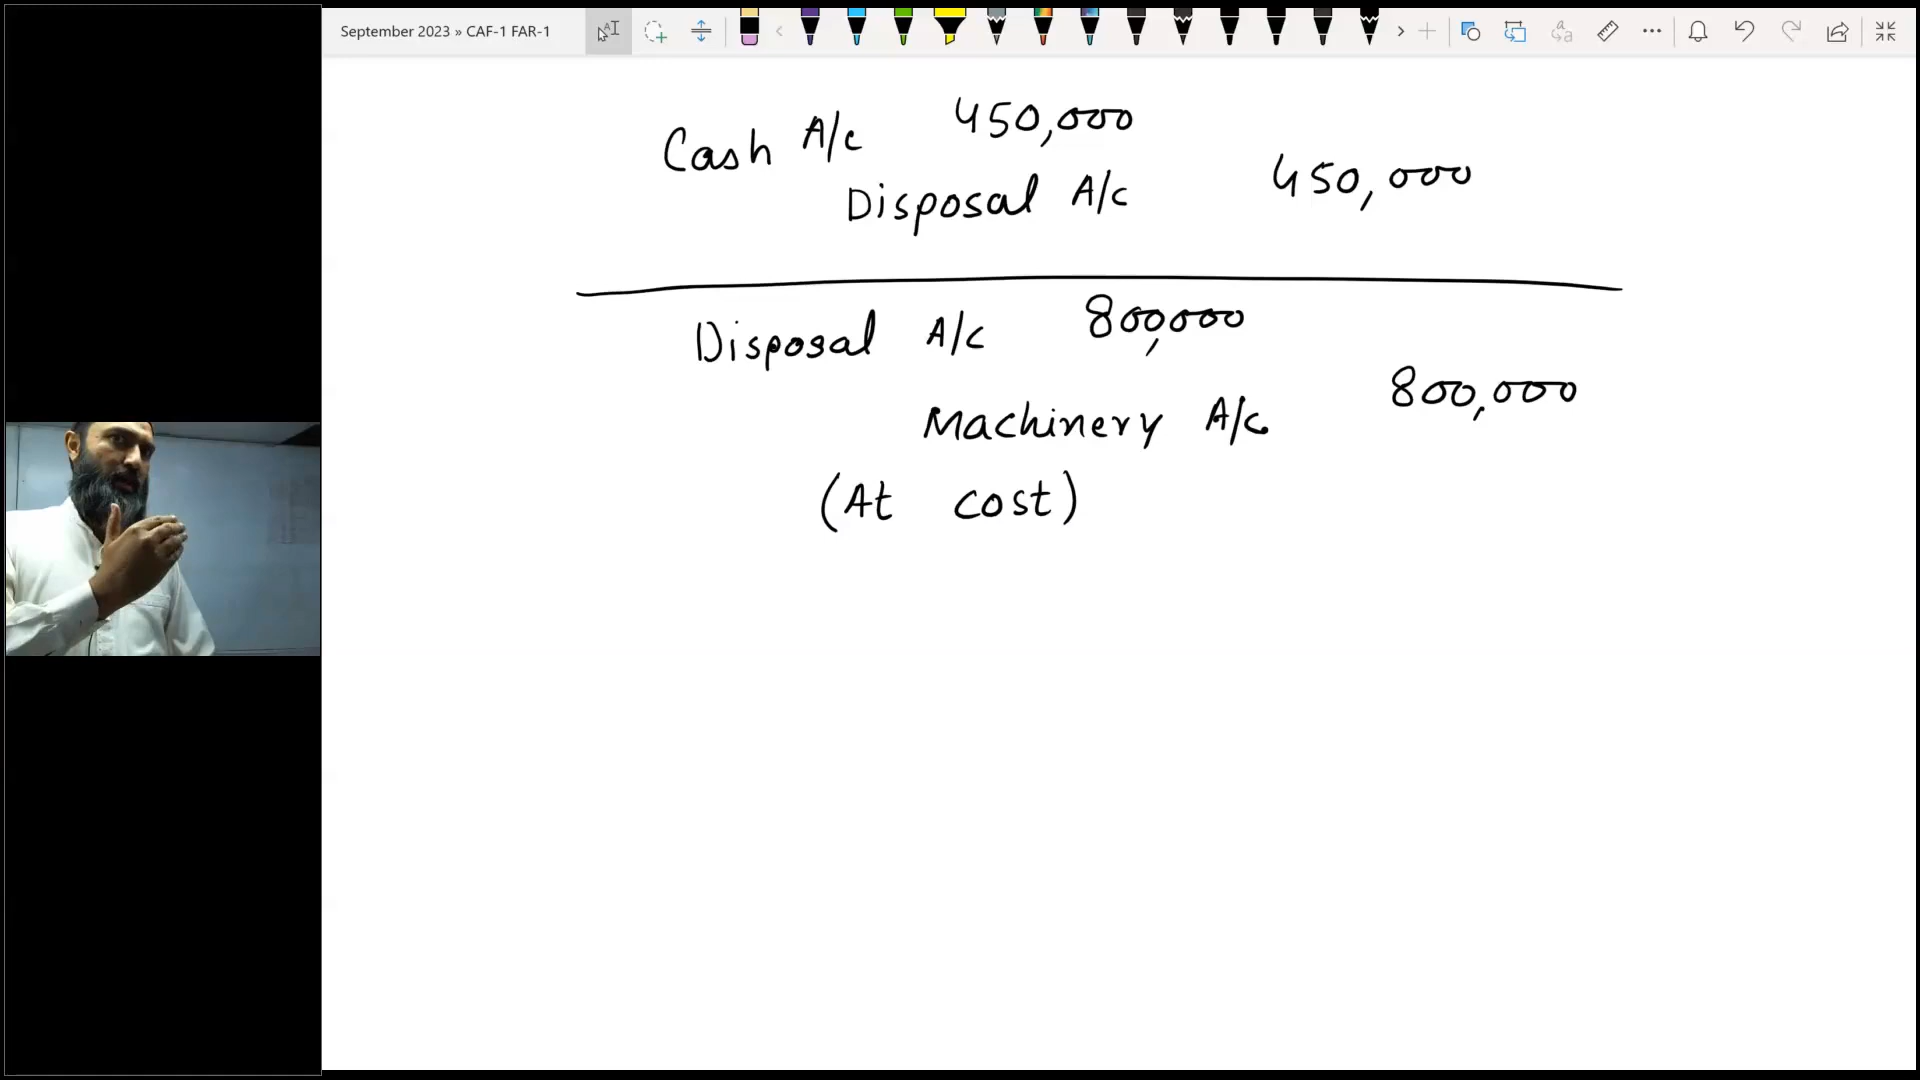 September 2023 » CAF-1 FAR-1
Cash A/c 450,000
Disposal A/c 450,000
Disposal A/c 800,000
Machinery A/c 800,000
(At cost)